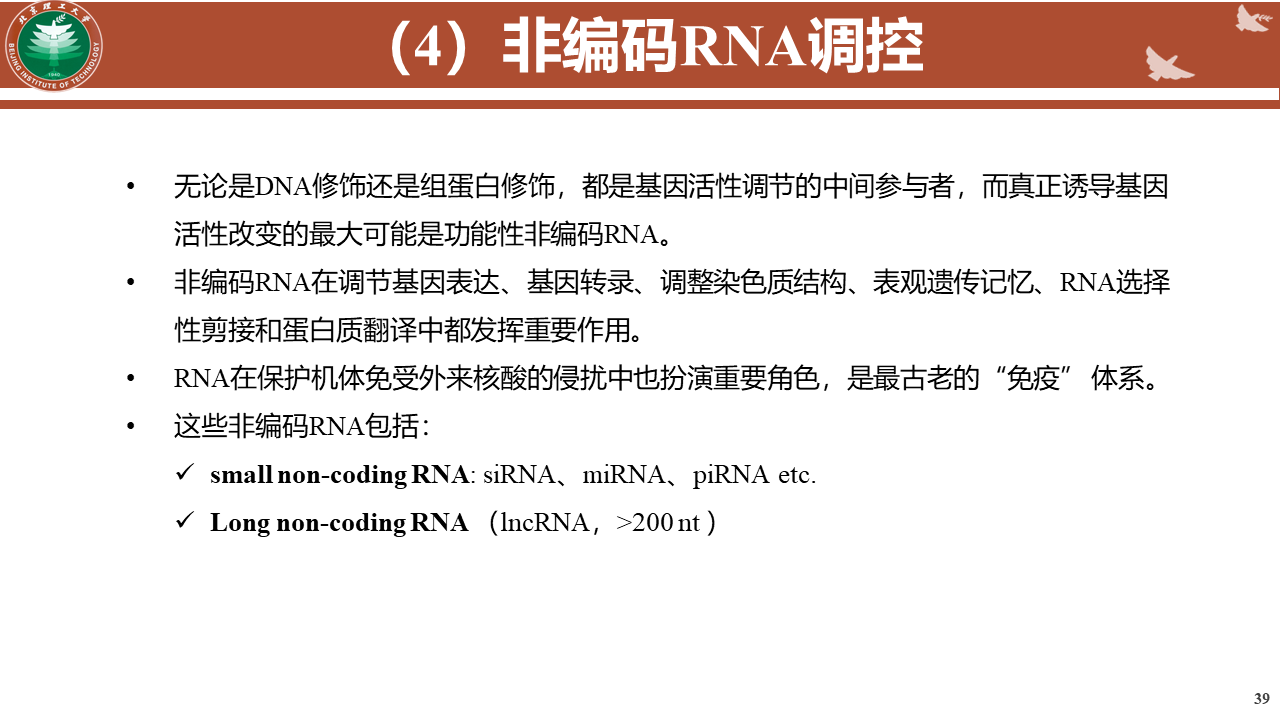 北京理工大学
BEIJING INSTITUTE OF TECHNOLOGY
1940
（4）非编码RNA调控
• 无论是DNA修饰还是组蛋白修饰，都是基因活性调节的中间参与者，而真正诱导基因
活性改变的最大可能是功能性非编码RNA。
• 非编码RNA在调节基因表达、基因转录、调整染色质结构、表观遗传记忆、RNA选择
性剪接和蛋白质翻译中都发挥重要作用。
• RNA在保护机体免受外来核酸的侵扰中也扮演重要角色，是最古老的“免疫” 体系。
• 这些非编码RNA包括：
✓ small non-coding RNA: siRNA、miRNA、piRNA etc.
✓ Long non-coding RNA （lncRNA，>200 nt ）
39